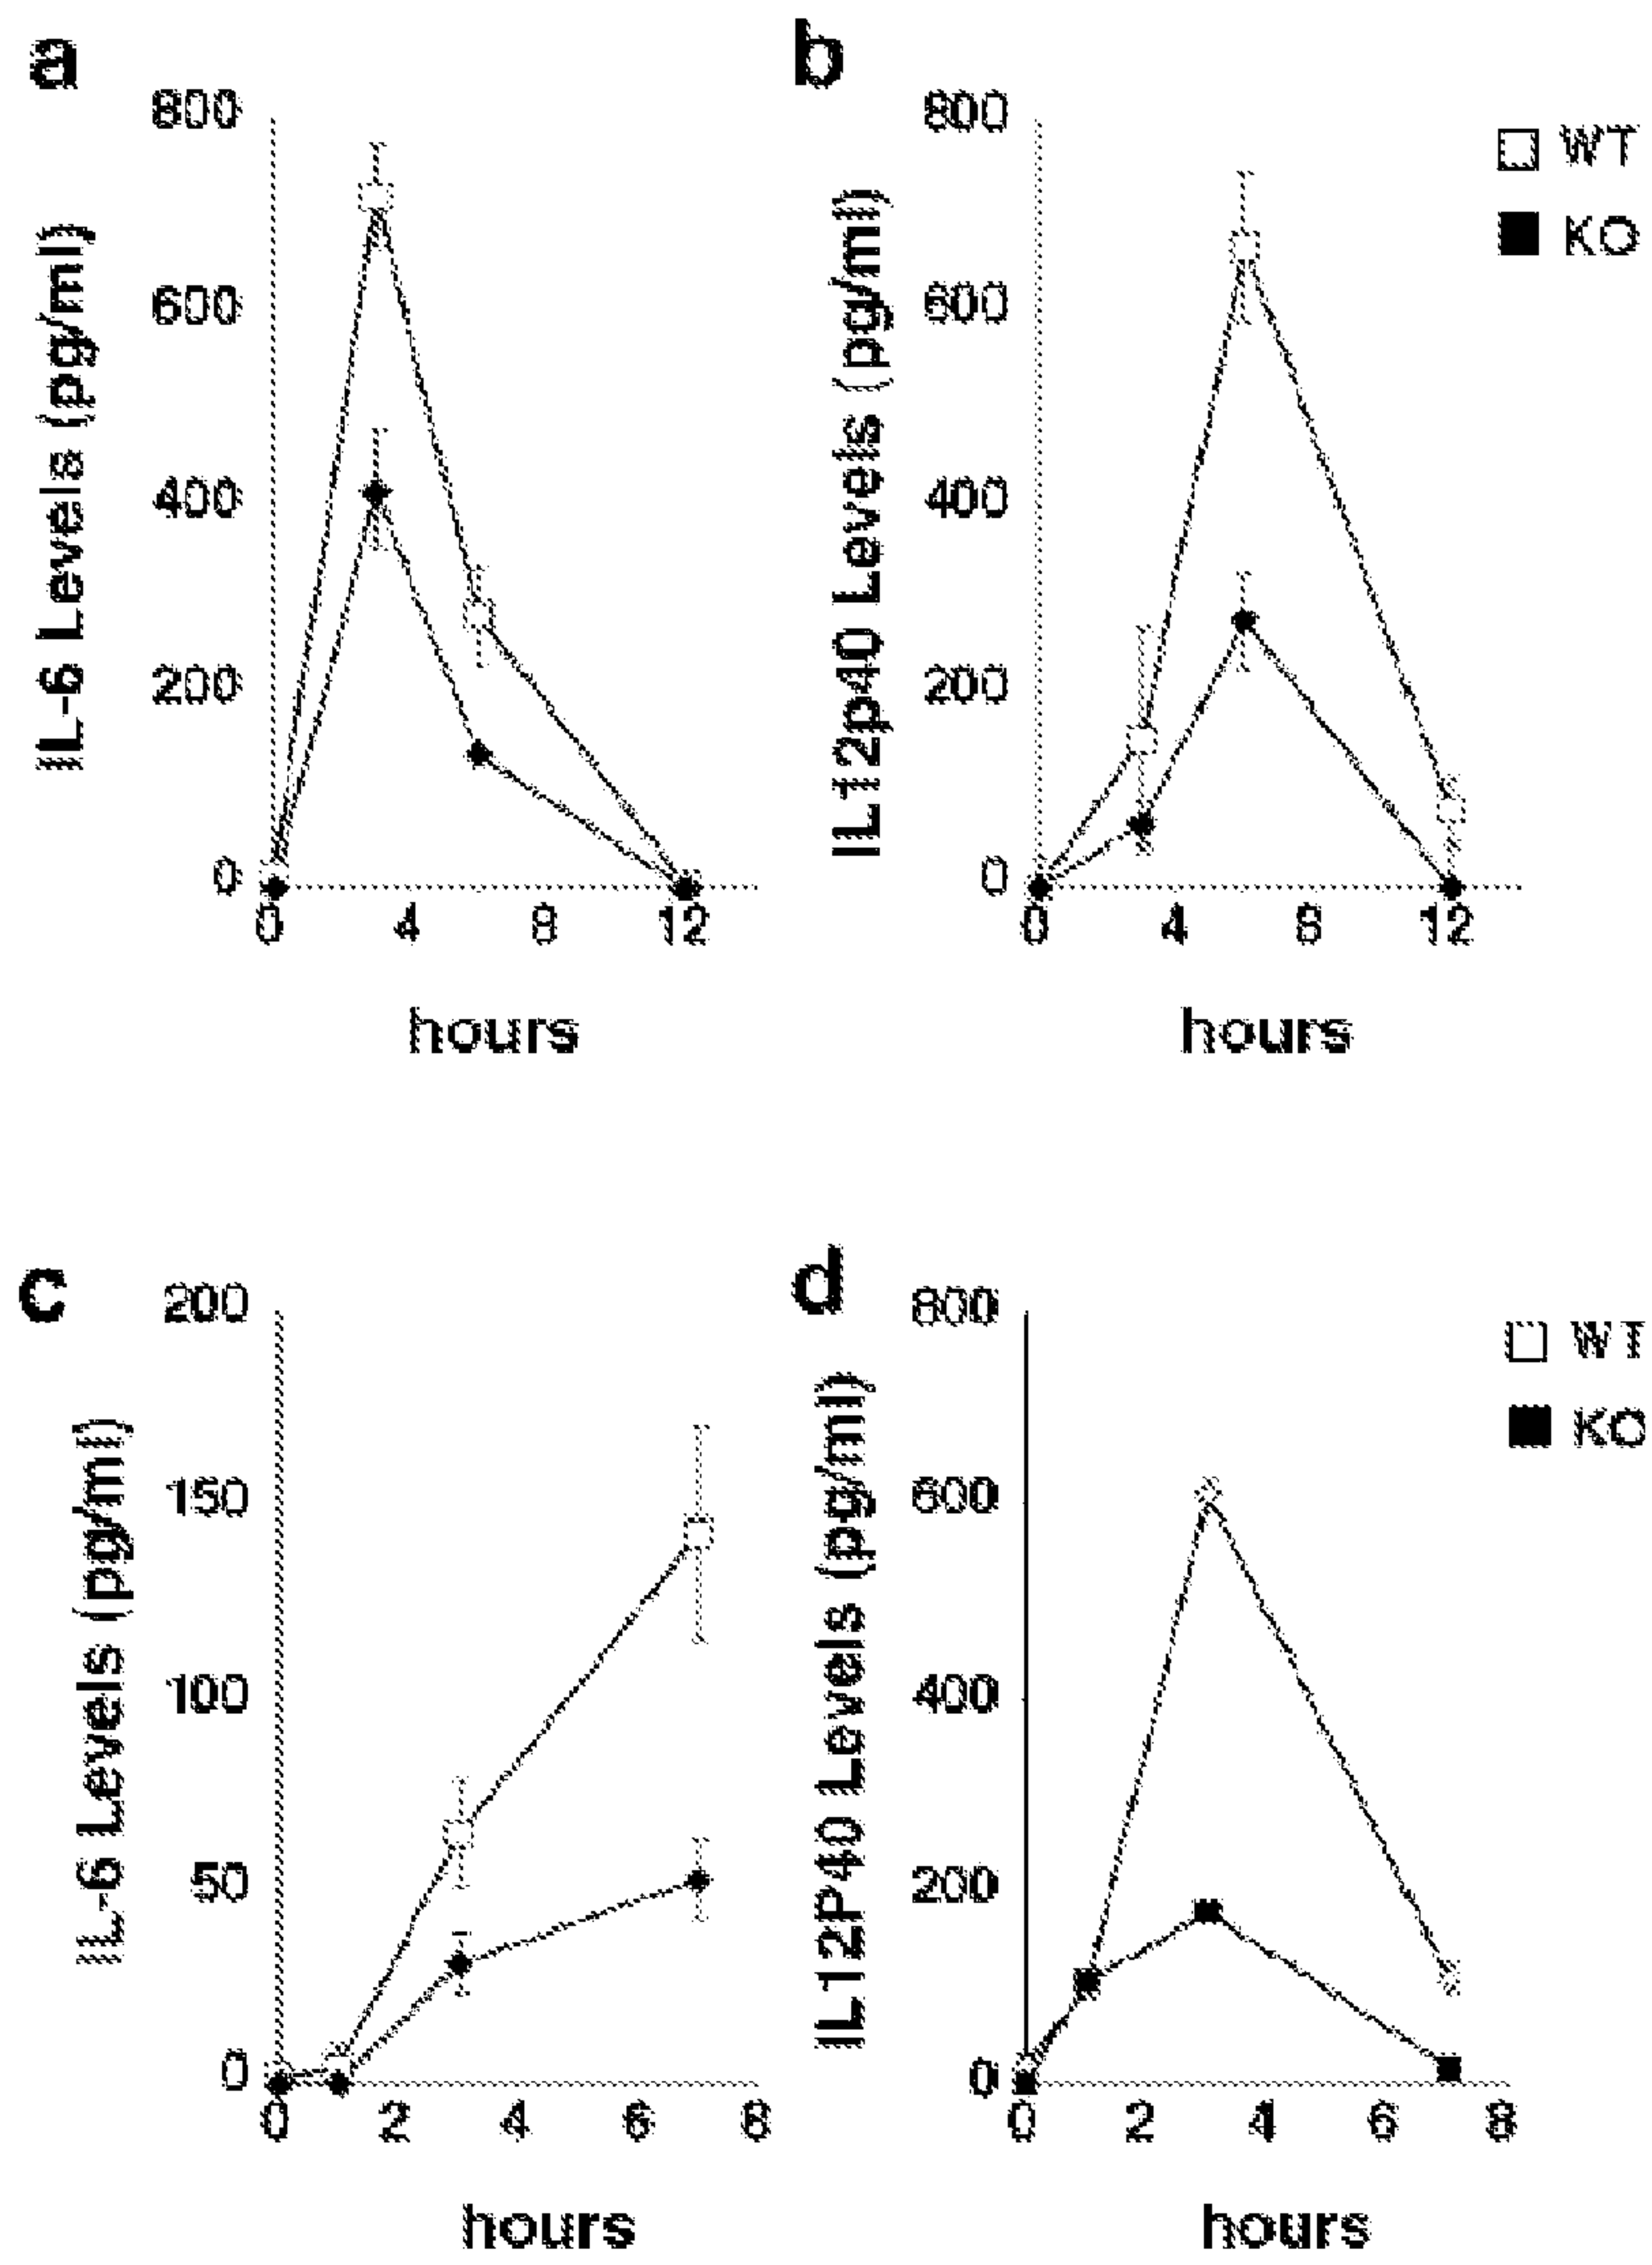 a
IL-6 Levels (pg/ml)
800
600
400
200
0
0 4 8 12
hours
b
IL12p40 Levels (pg/ml)
800
600
400
200
0
0 4 8 12
hours
WT
KO
c
IL-6 Levels (pg/ml)
200
150
100
50
0
0 2 4 6 8
hours
d
IL12P40 Levels (pg/ml)
800
600
400
200
0
0 2 4 6 8
hours
WT
KO